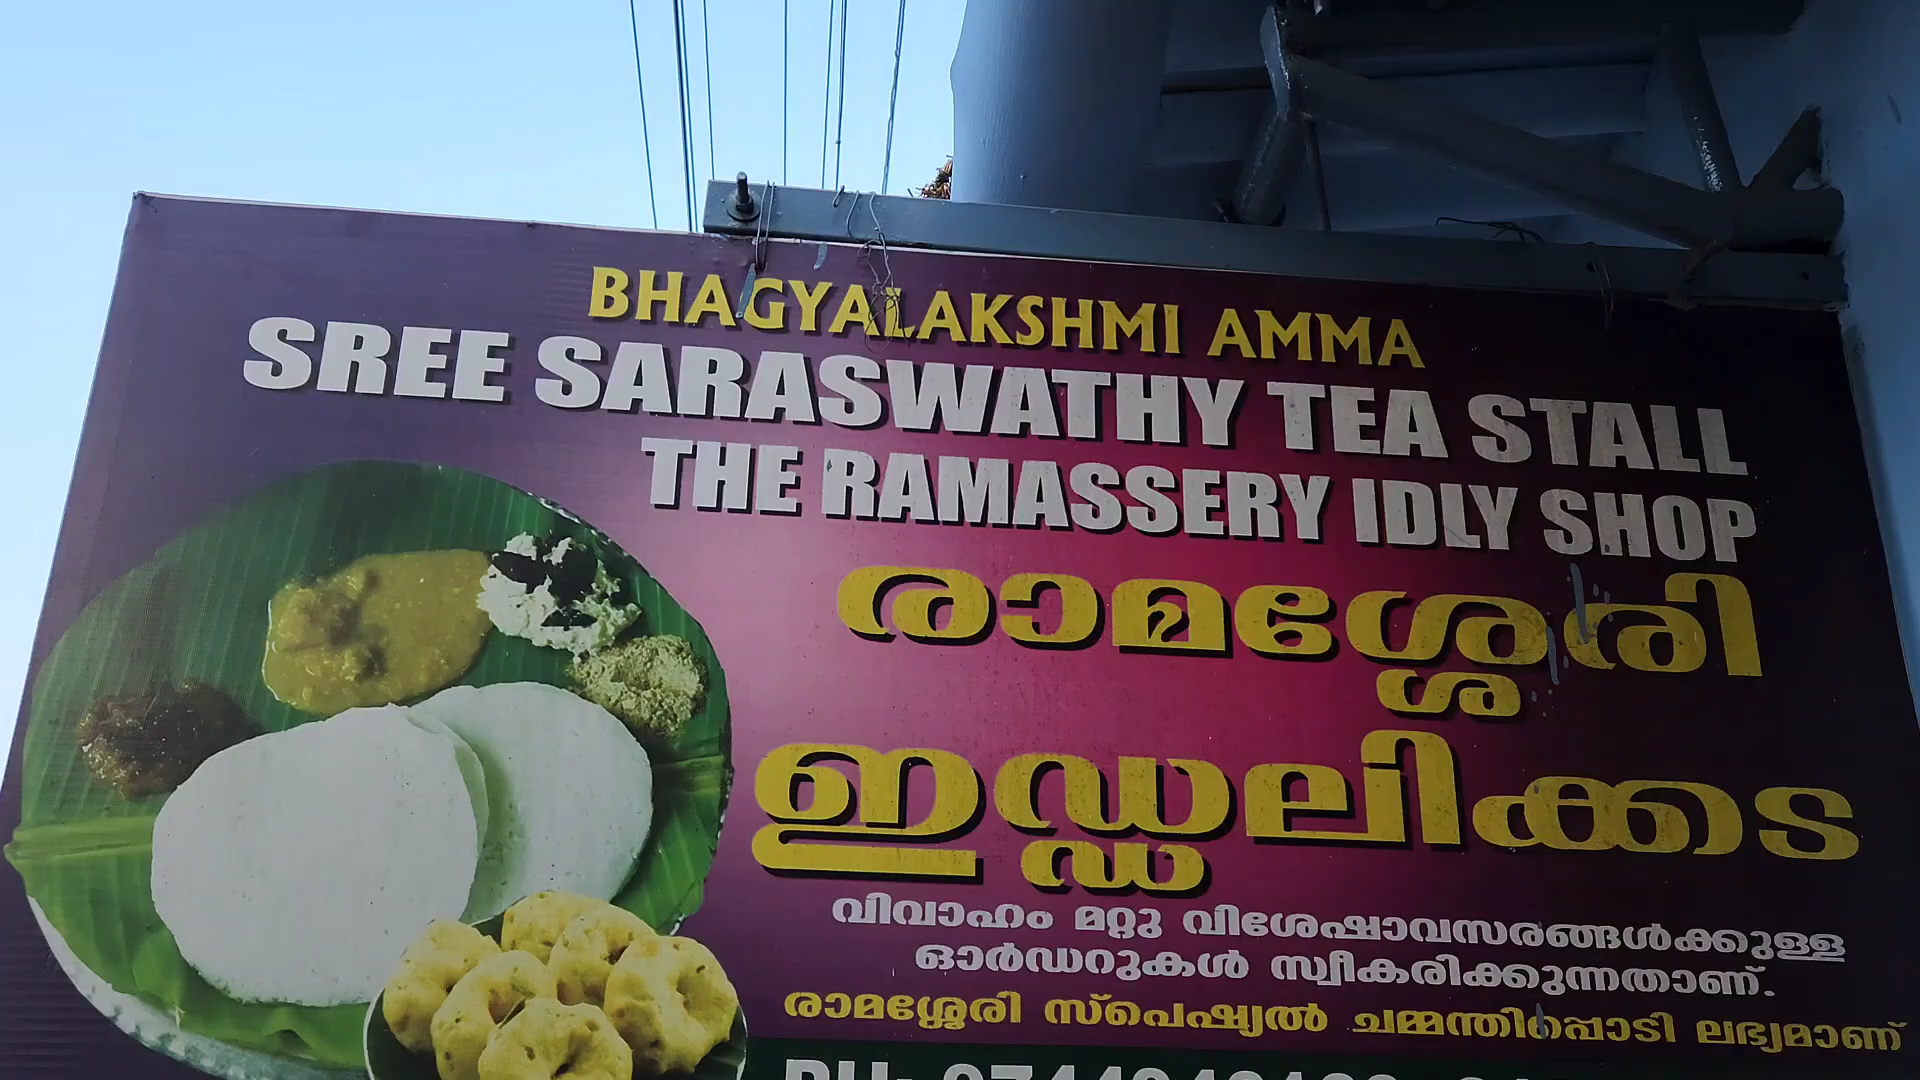 BHAGYALAKSHMI AMMA
SREE SARASWATHY TEA STALL
THE RAMASSERY IDLY SHOP
രാമശ്ശേരി
ഇഡ്ഡലിക്കട
വിവാഹം മറ്റു വിശേഷാവസരങ്ങൾക്കുള്ള
ഓർഡറുകൾ സ്വീകരിക്കുന്നതാണ്.
രാമശ്ശേരി സ്പെഷ്യൽ ചമ്മന്തിപ്പൊടി ലഭ്യമാണ്
PH: